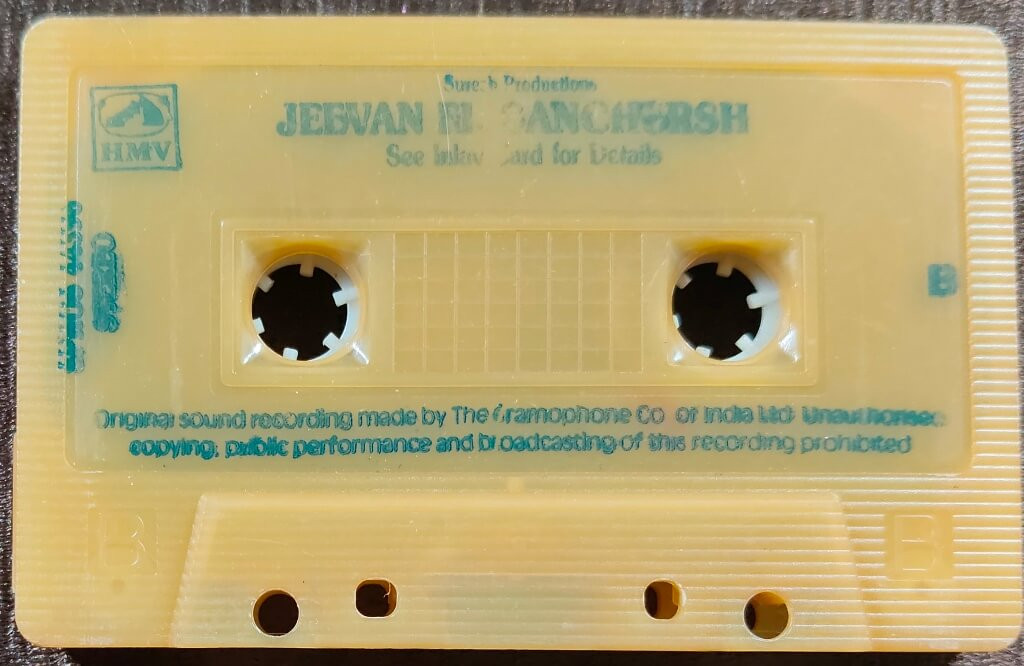 Suresh Productions
JEEVAN EK SANGHARSH
See Inlay Card for Details
HMV
B
Original sound recording made by The Gramophone Co of India Ltd Unauthorised
copying, public performance and broadcasting of this recording prohibited
B B